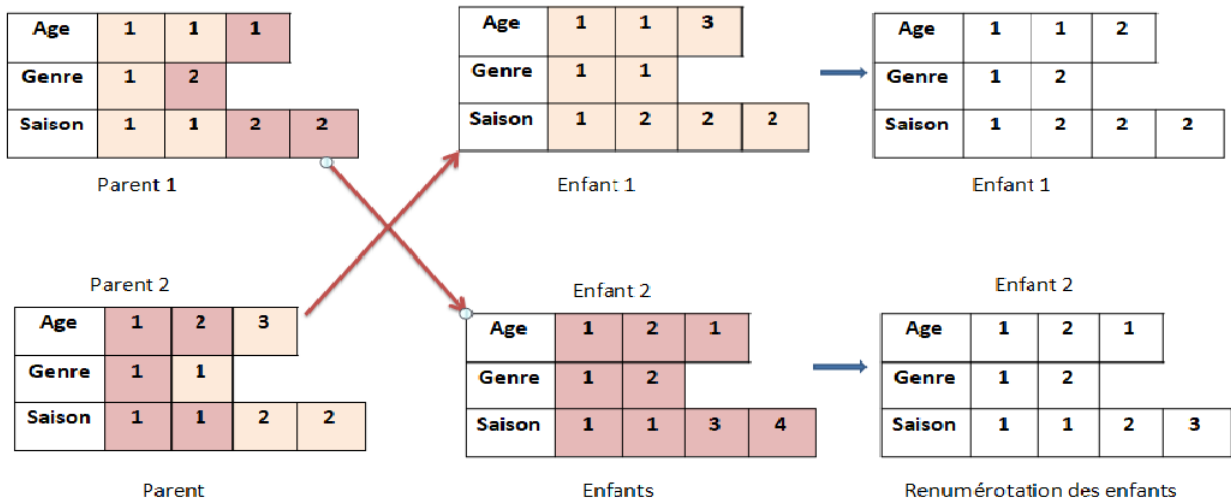 Age 1 1 1
Genre 1 2
Saison 1 1 2 2
Parent 1
Age 1 1 3
Genre 1 1
Saison 1 2 2 2
Enfant 1
Age 1 1 2
Genre 1 2
Saison 1 2 2 2
Enfant 1
Parent 2
Age 1 2 3
Genre 1 1
Saison 1 1 2 2
Parent
Enfant 2
Age 1 2 1
Genre 1 2
Saison 1 1 3 4
Enfants
Enfant 2
Age 1 2 1
Genre 1 2
Saison 1 1 2 3
Renumérotation des enfants